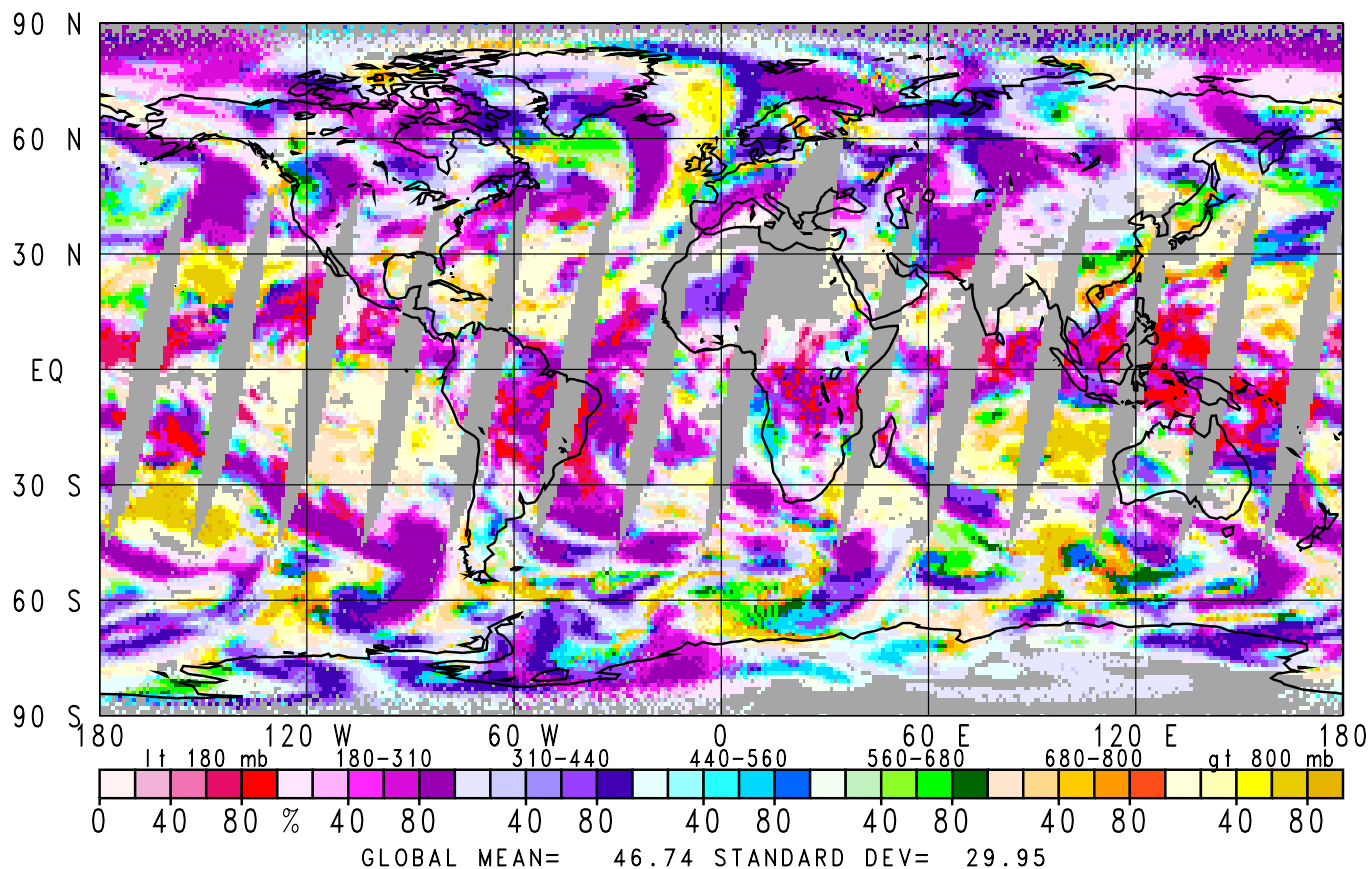 90 N
60 N
30 N
EQ
30 S
60 S
90 S
180 120 W 60 W 0 60 E 120 E 180
lt 180 mb 180-310 310-440 440-560 560-680 680-800 gt 800 mb
0 40 80 % 40 80 40 80 40 80 40 80 40 80 40 80
GLOBAL MEAN= 46.74 STANDARD DEV= 29.95